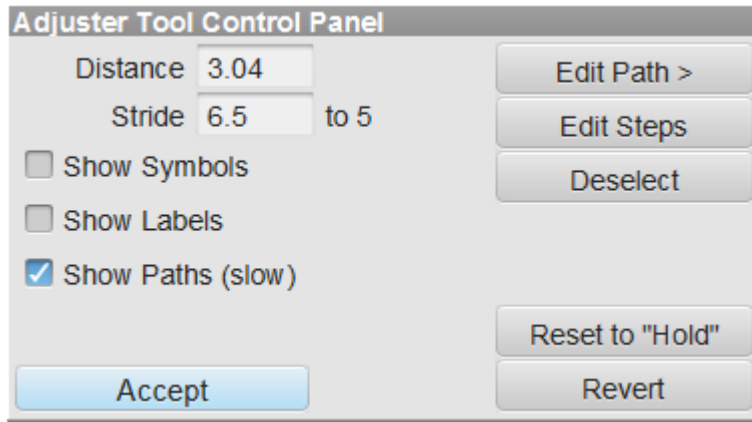 Adjuster Tool Control Panel
Distance 3.04
Edit Path >
Stride 6.5 to 5
Edit Steps
Show Symbols
Deselect
Show Labels
Show Paths (slow)
Reset to "Hold"
Accept
Revert